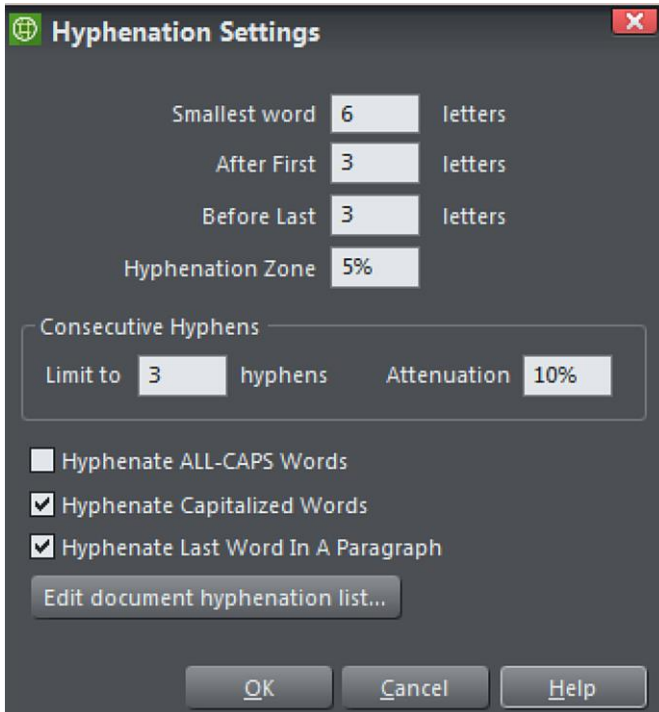 Hyphenation Settings
Smallest word 6 letters
After First 3 letters
Before Last 3 letters
Hyphenation Zone 5%
Consecutive Hyphens
Limit to 3 hyphens Attenuation 10%
Hyphenate ALL-CAPS Words
Hyphenate Capitalized Words
Hyphenate Last Word In A Paragraph
Edit document hyphenation list...
OK Cancel Help